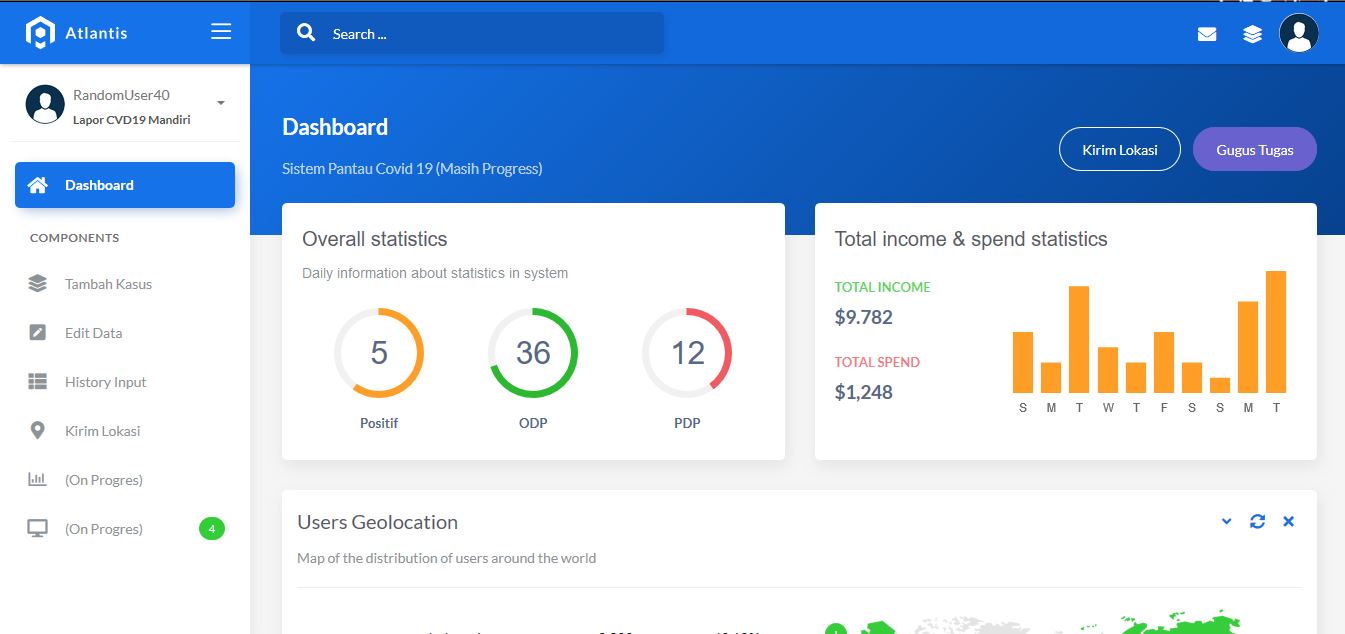 Atlantis
Search ...
RandomUser40
Lapor CVD19 Mandiri
Dashboard
COMPONENTS
Tambah Kasus
Edit Data
History Input
Kirim Lokasi
(On Progres)
(On Progres)
4
Dashboard
Sistem Pantau Covid 19 (Masih Progress)
Kirim Lokasi
Gugus Tugas
Overall statistics
Daily information about statistics in system
5
36
12
Positif
ODP
PDP
Total income & spend statistics
TOTAL INCOME
$9.782
TOTAL SPEND
$1,248
S M T W T F S S M T
Users Geolocation
Map of the distribution of users around the world